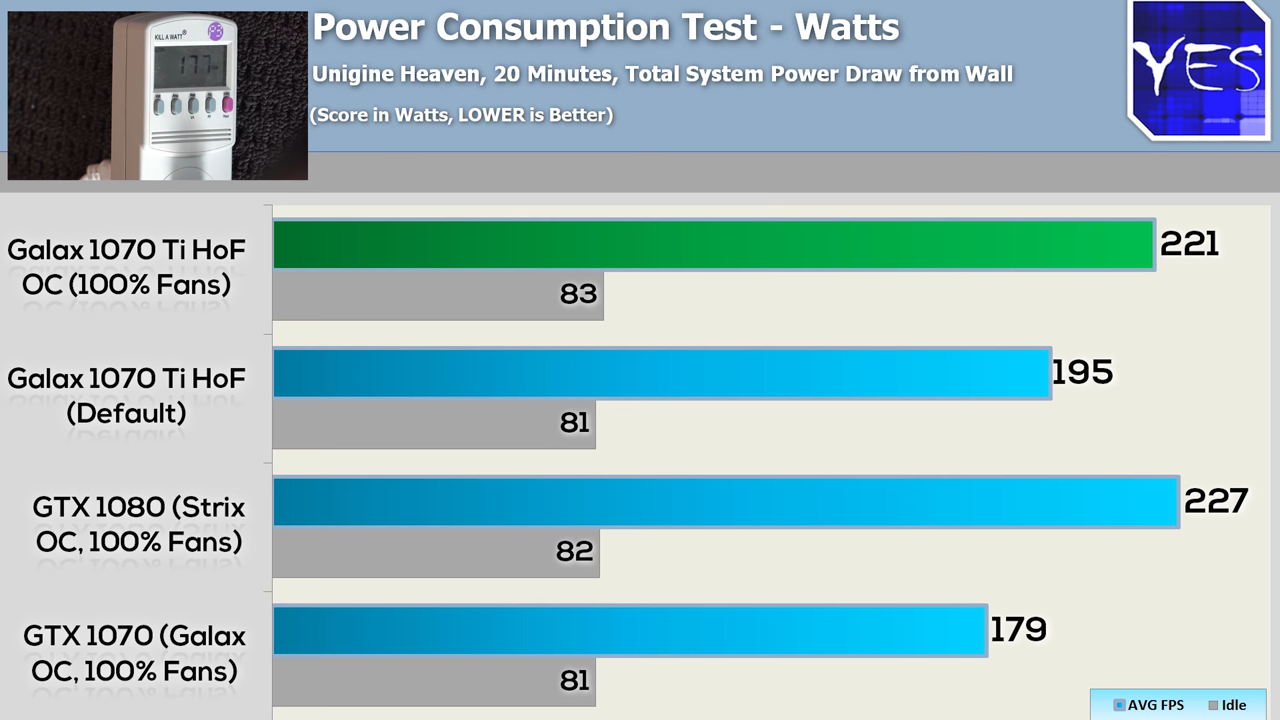 Power Consumption Test - Watts
Unigine Heaven, 20 Minutes, Total System Power Draw from Wall
(Score in Watts, LOWER is Better)
KILL A WATT®
177
YES
Galax 1070 Ti HoF
OC (100% Fans)
221
83
Galax 1070 Ti HoF
(Default)
195
81
GTX 1080 (Strix
OC, 100% Fans)
227
82
GTX 1070 (Galax
OC, 100% Fans)
179
81
AVG FPS
Idle